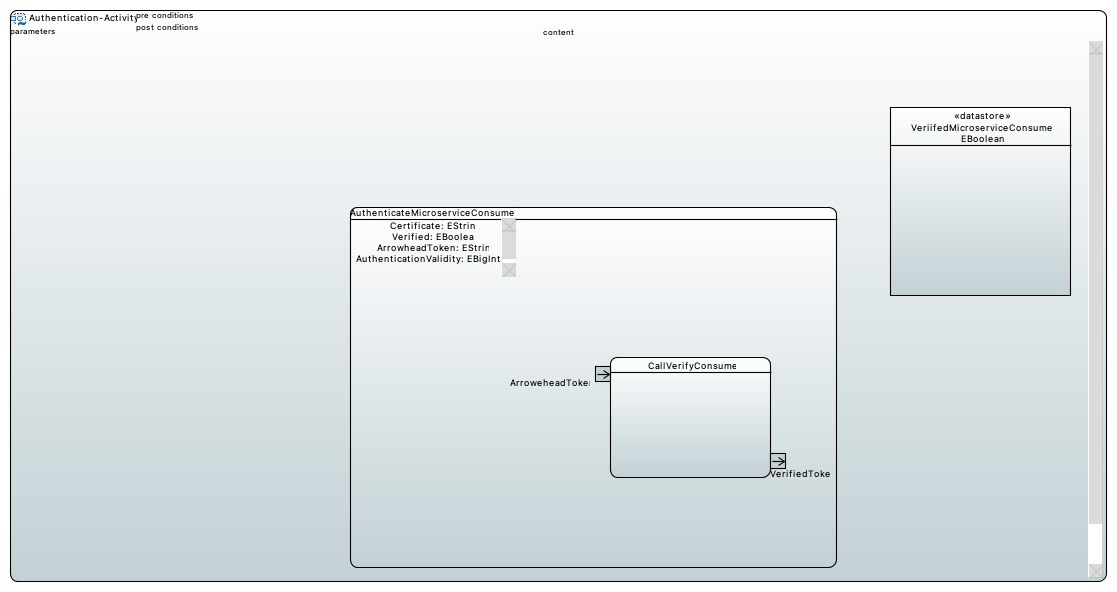 Authentication-Activity
pre conditions
post conditions
parameters
content
«datastore»
VeriifedMicroserviceConsume
EBoolean
AuthenticateMicroserviceConsume
Certificate: EStrin
Verified: EBoolea
ArrowheadToken: EStrin
AuthenticationValidity: EBigInt
CallVerifyConsume
ArroweheadToke
VerifiedToke